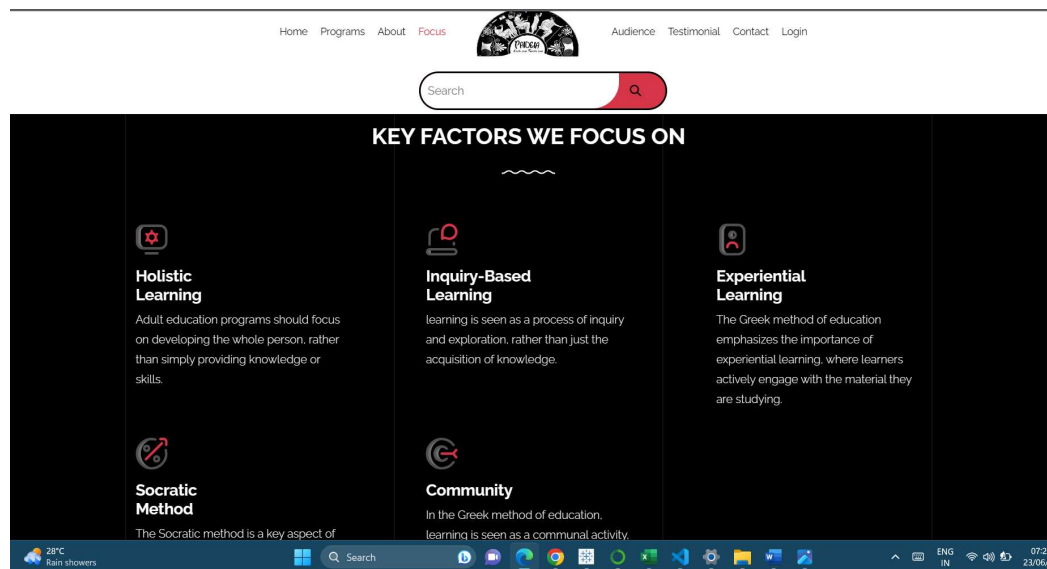 Home Programs About Focus PAIDEIA Audience Testimonial Contact Login
Search
KEY FACTORS WE FOCUS ON
Holistic
Learning
Adult education programs should focus
on developing the whole person, rather
than simply providing knowledge or
skills.
Inquiry-Based
Learning
learning is seen as a process of inquiry
and exploration, rather than just the
acquisition of knowledge.
Experiential
Learning
The Greek method of education
emphasizes the importance of
experiential learning, where learners
actively engage with the material they
are studying.
Socratic
Method
The Socratic method is a key aspect of
Community
In the Greek method of education,
learning is seen as a communal activity,
28°C
Rain showers
Search
ENG
IN
07:2
23/06/